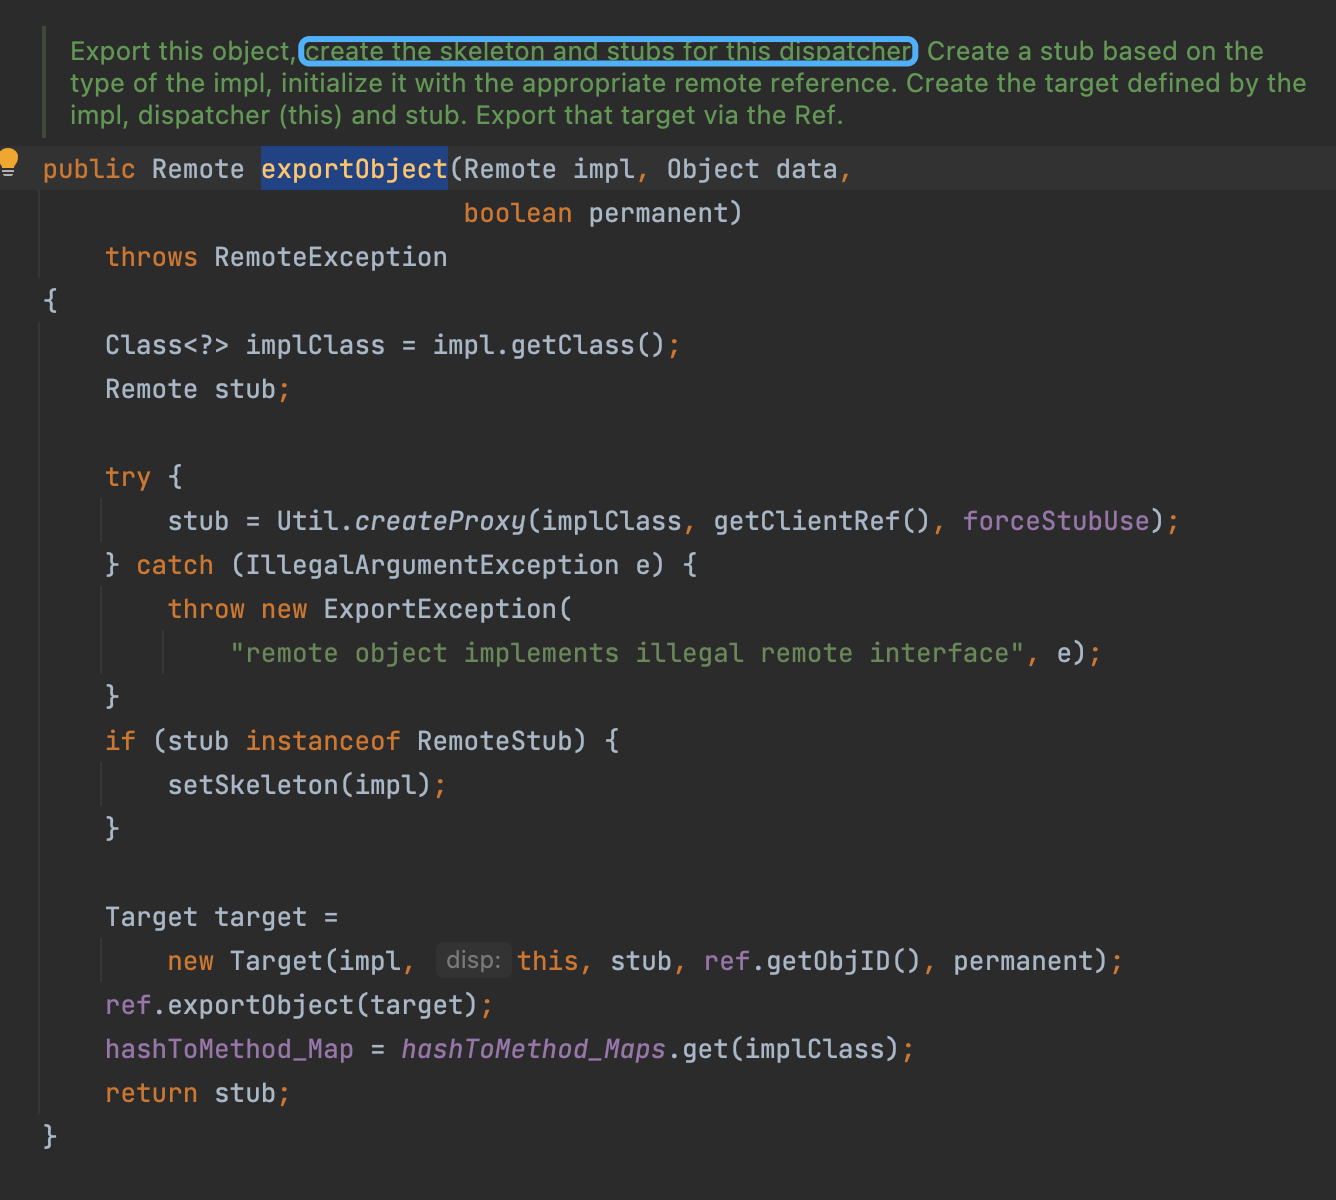 Export this object, create the skeleton and stubs for this dispatcher. Create a stub based on the
type of the impl, initialize it with the appropriate remote reference. Create the target defined by the
impl, dispatcher (this) and stub. Export that target via the Ref.
public Remote exportObject(Remote impl, Object data,
boolean permanent)
throws RemoteException
{
Class<?> implClass = impl.getClass();
Remote stub;
try {
stub = Util.createProxy(implClass, getClientRef(), forceStubUse);
} catch (IllegalArgumentException e) {
throw new ExportException(
"remote object implements illegal remote interface", e);
}
if (stub instanceof RemoteStub) {
setSkeleton(impl);
}
Target target =
new Target(impl, disp: this, stub, ref.getObjID(), permanent);
ref.exportObject(target);
hashToMethod_Map = hashToMethod_Maps.get(implClass);
return stub;
}